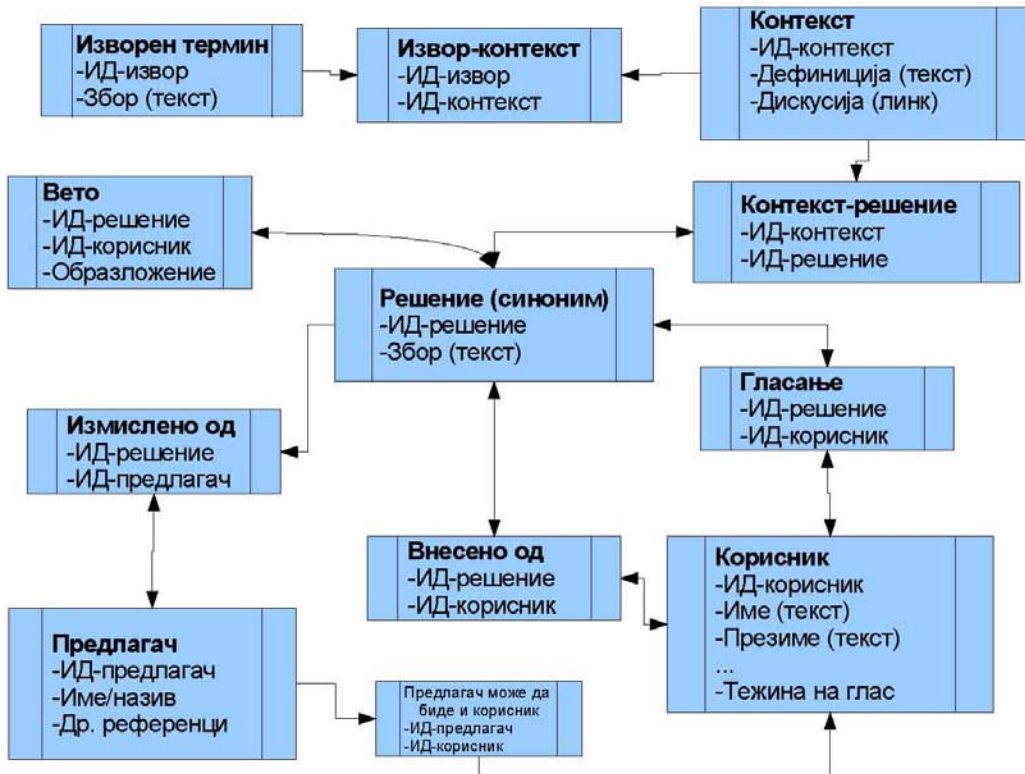 Изворен термин
-ИД-извор
-Збор (текст)
Извор-контекст
-ИД-извор
-ИД-контекст
Контекст
-ИД-контекст
-Дефиниција (текст)
-Дискусија (линк)
Вето
-ИД-решение
-ИД-корисник
-Образложение
Контекст-решение
-ИД-контекст
-ИД-решение
Решение (синоним)
-ИД-решение
-Збор (текст)
Гласање
-ИД-решение
-ИД-корисник
Измислено од
-ИД-решение
-ИД-предлагач
Внесено од
-ИД-решение
-ИД-корисник
Корисник
-ИД-корисник
-Име (текст)
-Презиме (текст)
...
-Тежина на глас
Предлагач
-ИД-предлагач
-Име/назив
-Др. референци
Предлагач може да
биде и корисник
-ИД-предлагач
-ИД-корисник